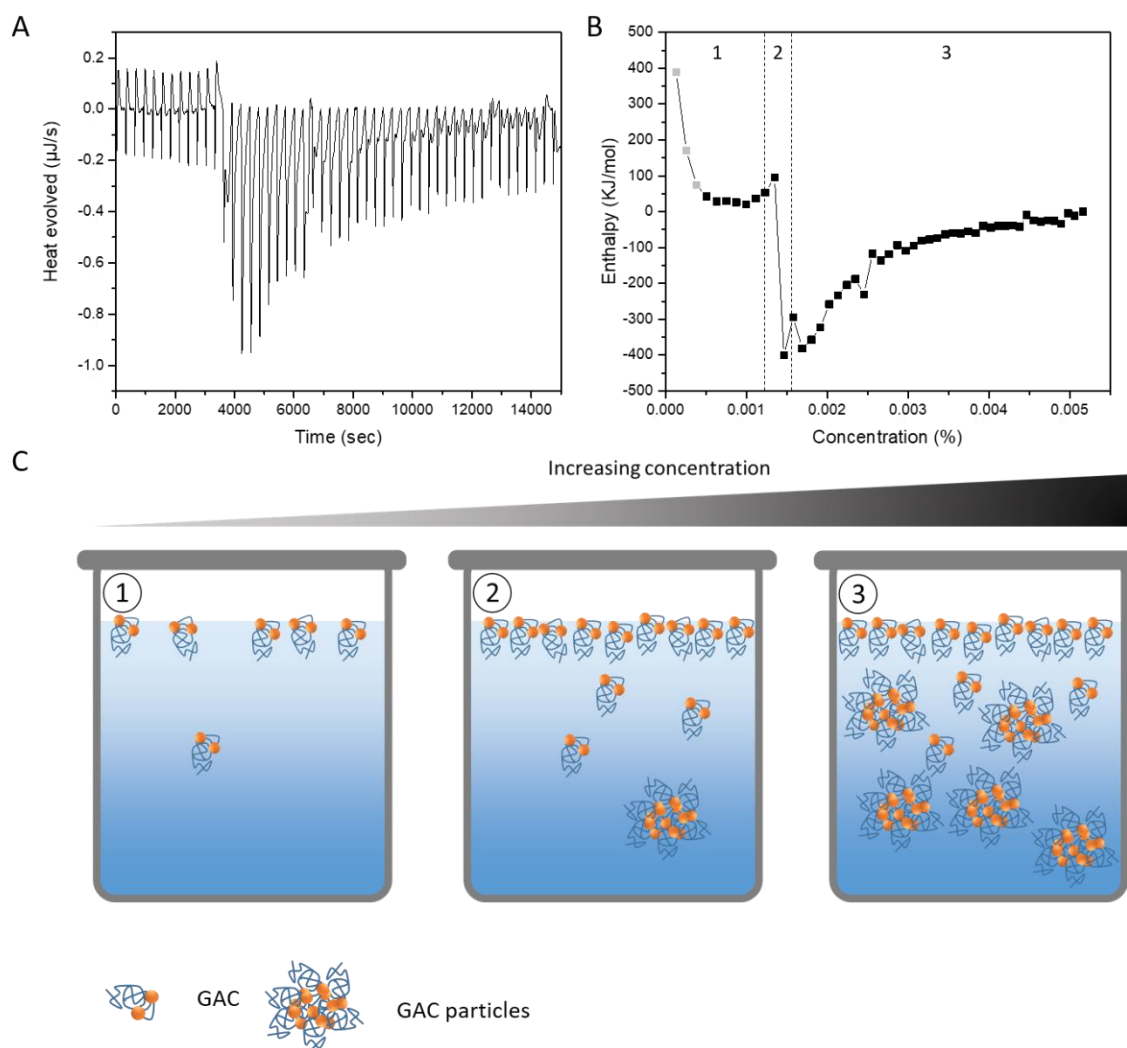 A
Heat evolved (µJ/s)
0.2
0.0
-0.2
-0.4
-0.6
-0.8
-1.0
0 2000 4000 6000 8000 10000 12000 14000
Time (sec)
B
Enthalpy (KJ/mol)
500
400
300
200
100
0
-100
-200
-300
-400
-500
1 2 3
0.000 0.001 0.002 0.003 0.004 0.005
Concentration (%)
C
Increasing concentration
1
2
3
GAC
GAC particles